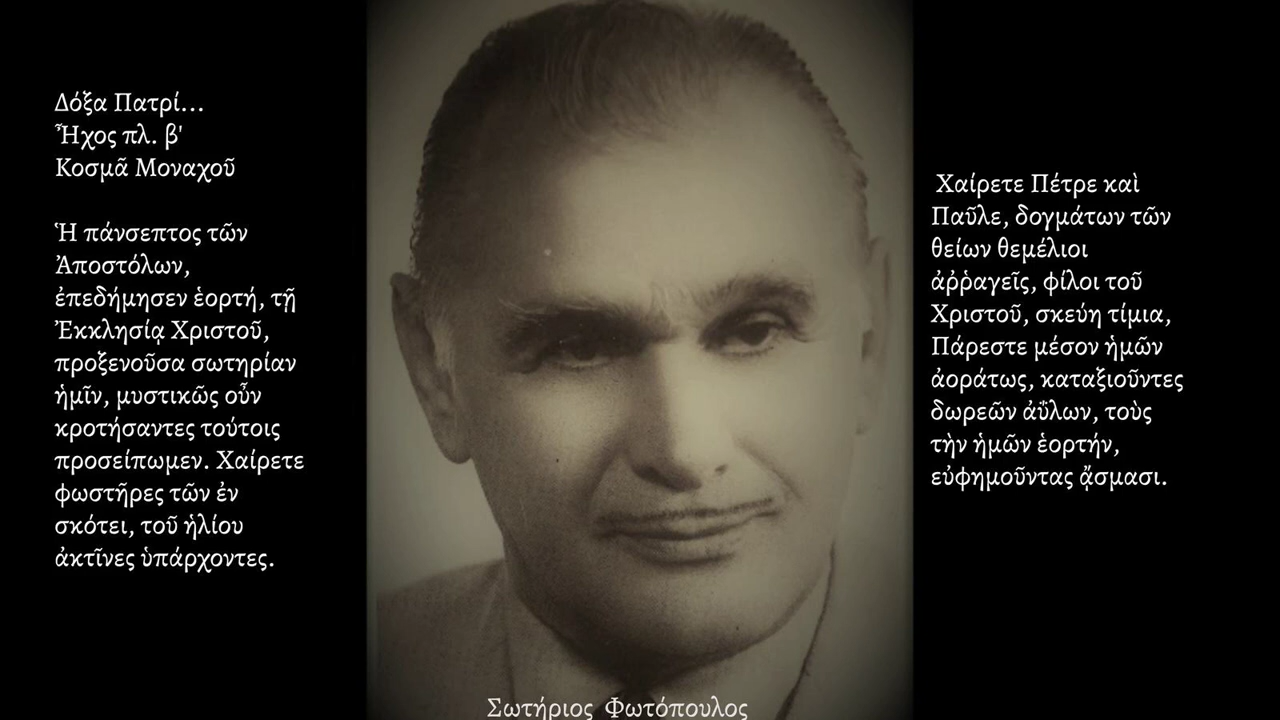 Δόξα Πατρί...
Ἦχος πλ. β'
Κοσμᾶ Μοναχοῦ
Ἡ πάνσεπτος τῶν
Ἀποστόλων,
ἐπεδήμησεν ἑορτή, τῇ
Ἐκκλησίᾳ Χριστοῦ,
προξενοῦσα σωτηρίαν
ἡμῖν, μυστικῶς οὖν
κροτήσαντες τούτοις
προσείπωμεν. Χαίρετε
φωστῆρες τῶν ἐν
σκότει, τοῦ ἡλίου
ἀκτῖνες ὑπάρχοντες.
Χαίρετε Πέτρε καὶ
Παῦλε, δογμάτων τῶν
θείων θεμέλιοι
ἀῤῥαγεῖς, φίλοι τοῦ
Χριστοῦ, σκεύη τίμια,
Πάρεστε μέσον ἡμῶν
ἀοράτως, καταξιοῦντες
δωρεῶν ἀΰλων, τοὺς
τὴν ἡμῶν ἑορτήν,
εὐφημοῦντας ᾄσμασι.
Σωτήριος Φωτόπουλος